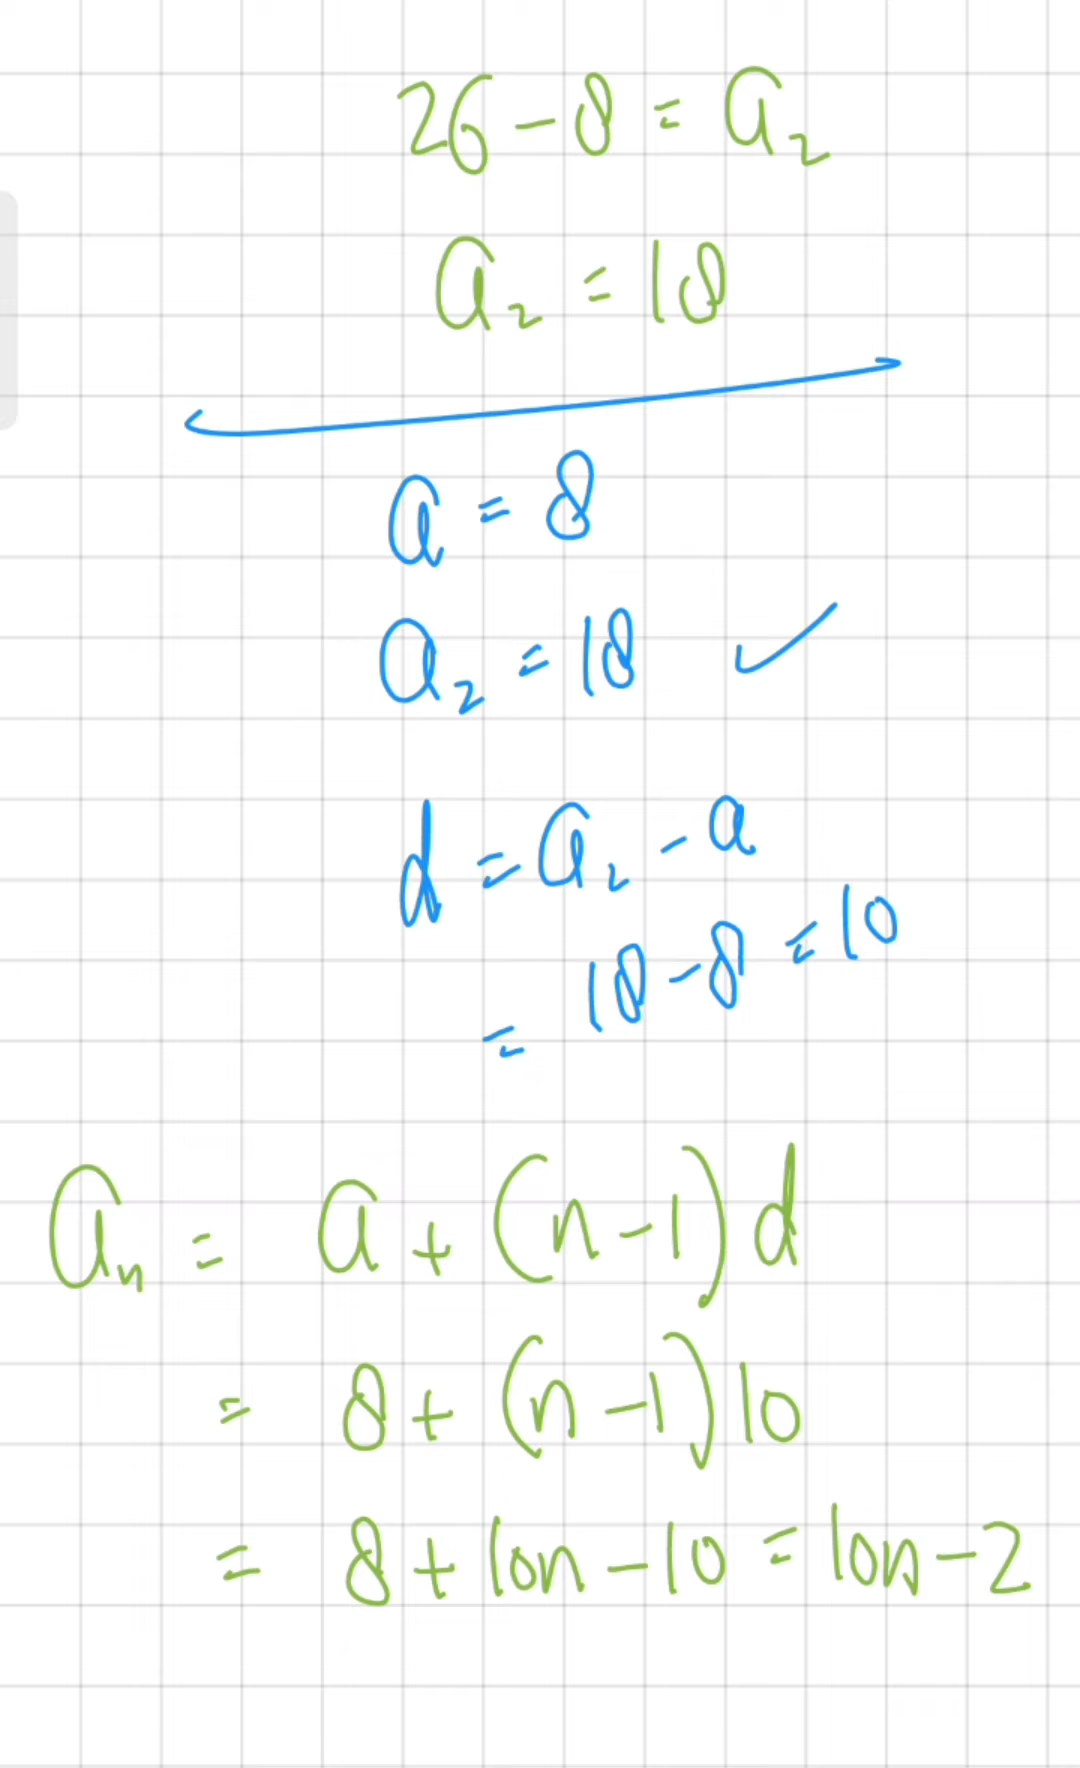 26 - 8 = a₂
a₂ = 18
a = 8
a₂ = 18 ✓
d = a₂ - a
= 18 - 8 = 10
aₙ = a + (n - 1) d
= 8 + (n - 1) 10
= 8 + 10n - 10 = 10n - 2